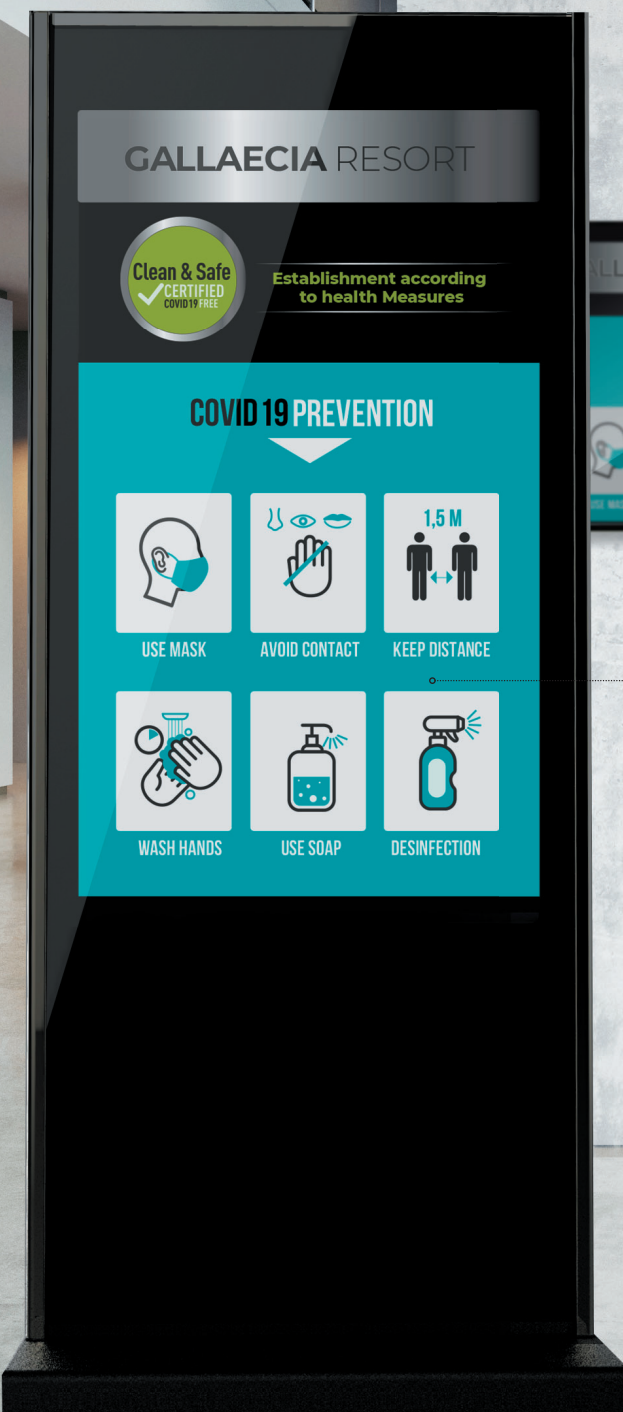 GALLAECIA RESORT
Clean & Safe
CERTIFIED
COVID19 FREE
Establishment according
to health Measures
COVID 19 PREVENTION
1,5 M
USE MASK
AVOID CONTACT
KEEP DISTANCE
WASH HANDS
USE SOAP
DESINFECTION